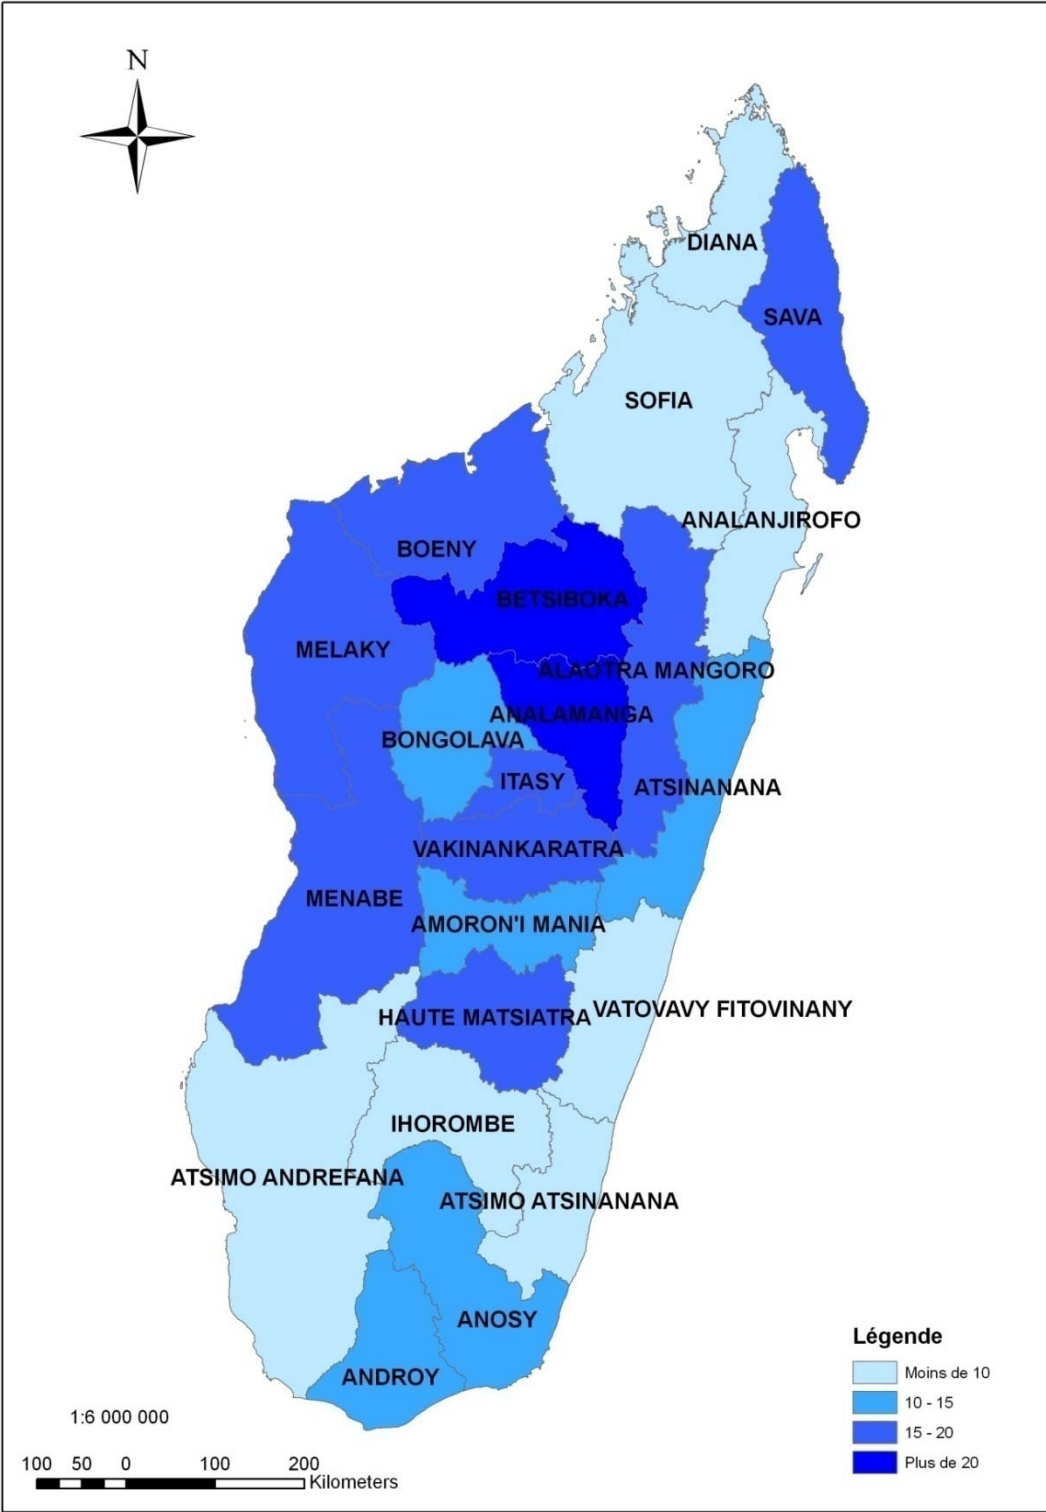 N
DIANA
SAVA
SOFIA
ANALANJIROFO
BOENY
BETSIBOKA
MELAKY
ALAOTRA MANGORO
ANALAMANGA
BONGOLAVA
ITASY
ATSINANANA
VAKINANKARATRA
MENABE
AMORON'I MANIA
VATOVAVY FITOVINANY
HAUTE MATSIATRA
IHOROMBE
ATSIMO ANDREFANA
ATSIMO ATSINANANA
ANOSY
ANDROY
Légende
Moins de 10
10 - 15
15 - 20
Plus de 20
1:6 000 000
100 50 0 100 200
Kilometers